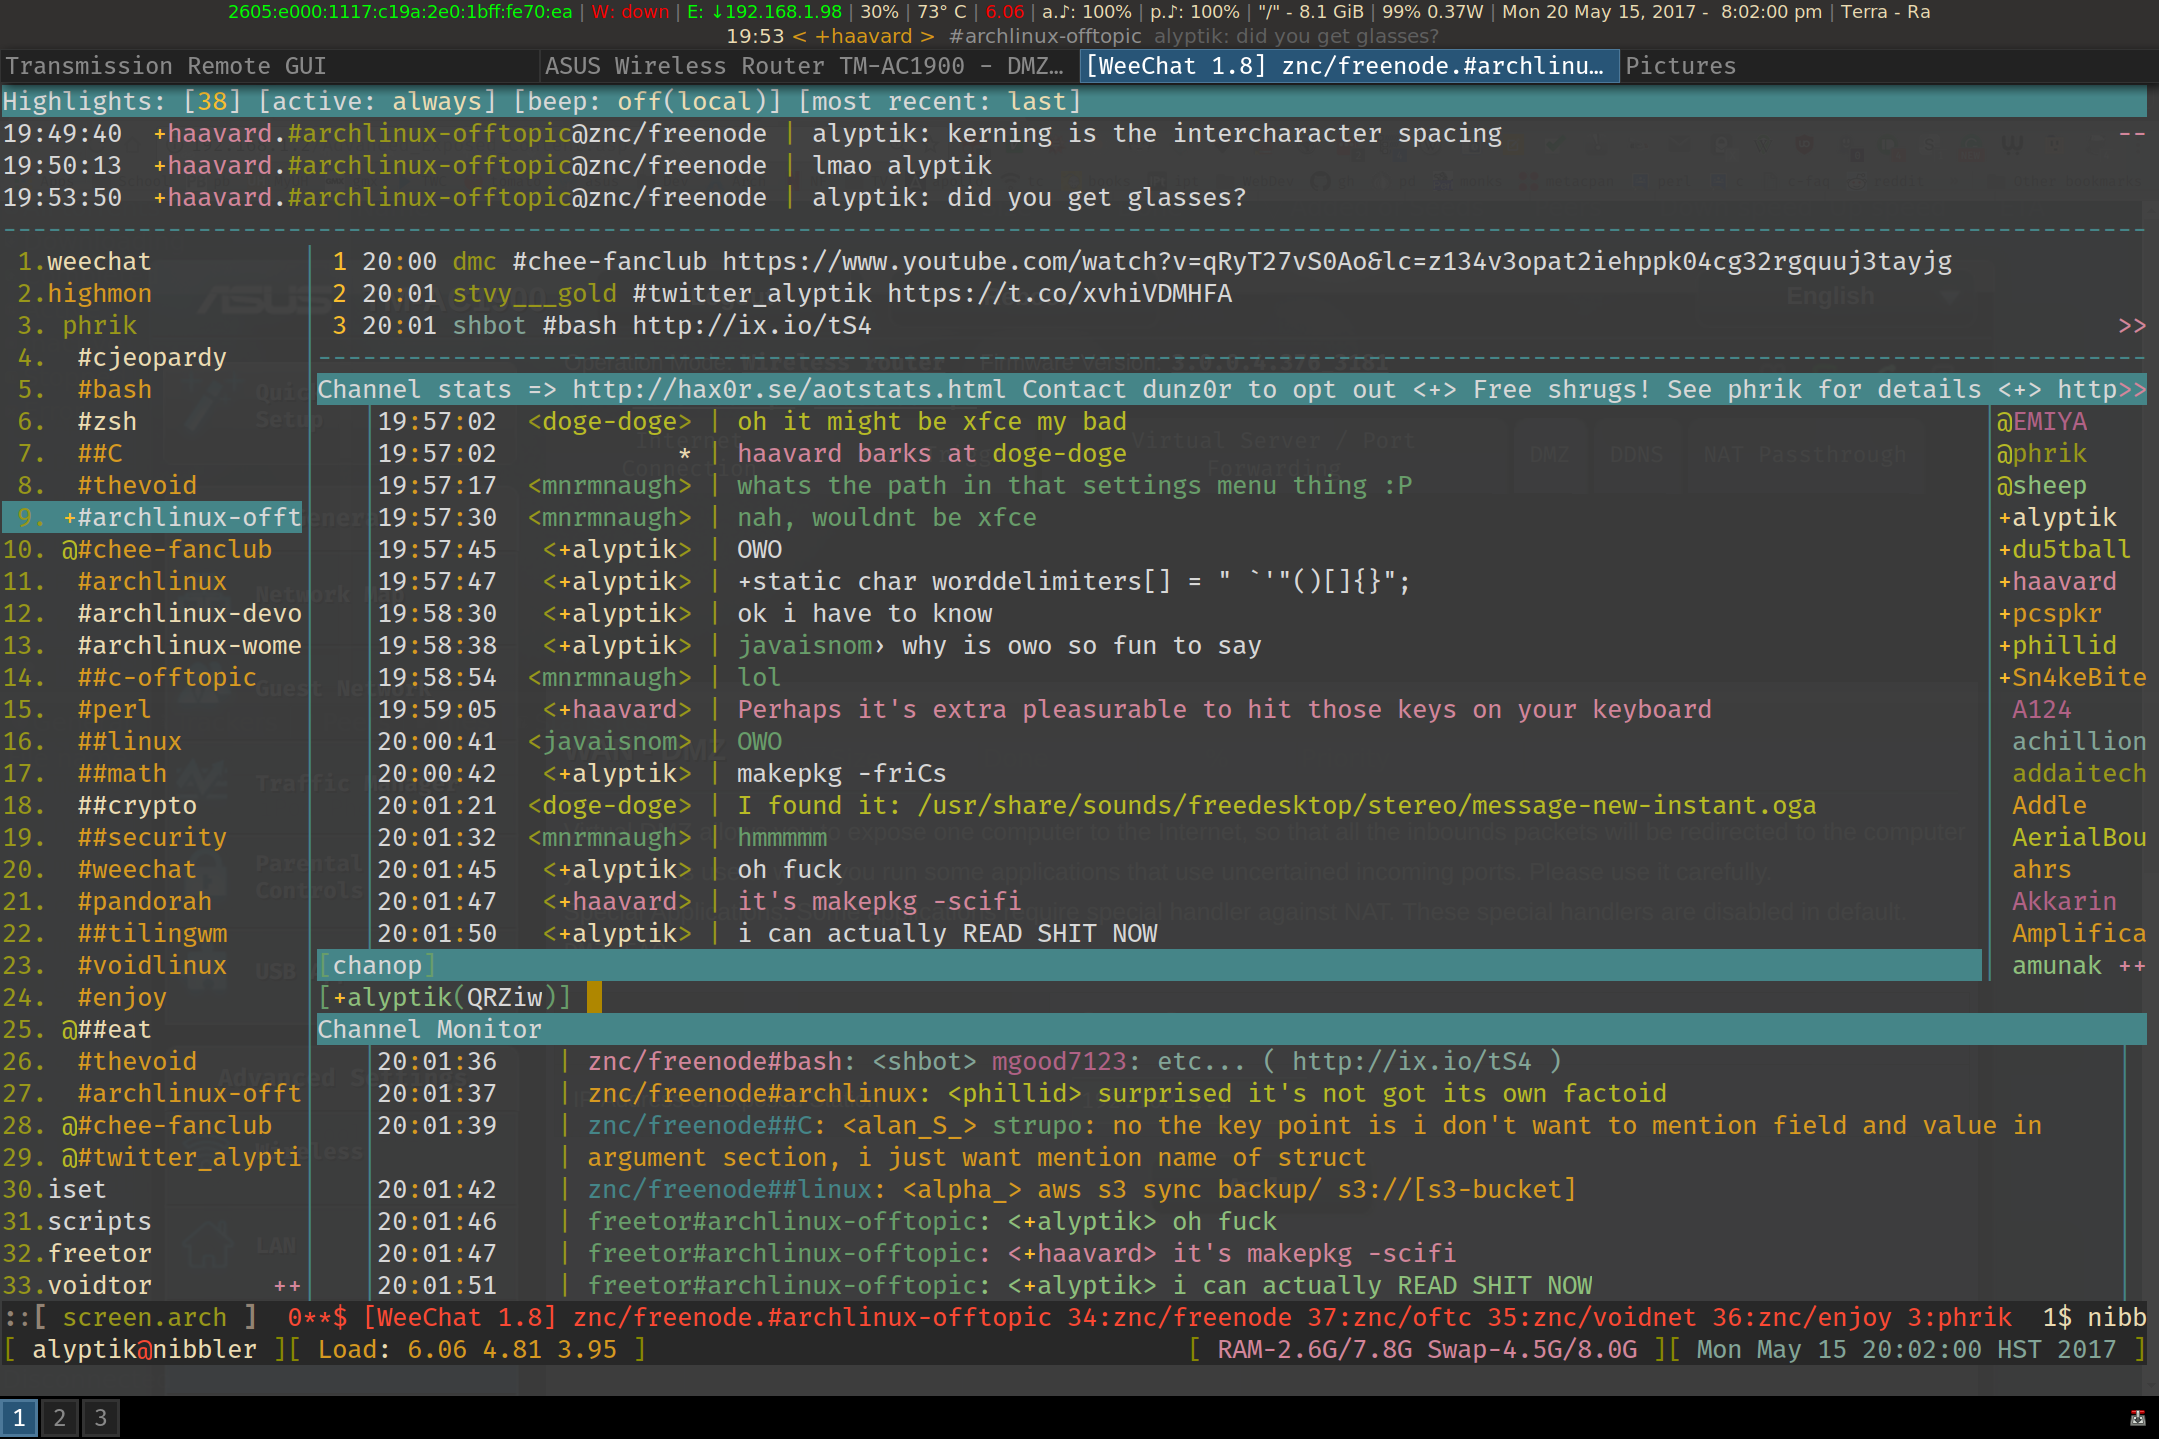 2605:e000:1117:c19a:2e0:1bff:fe70:ea | W: down | E: ↓192.168.1.98 | 30% | 73° C | 6.06 | a.♪: 100% | p.♪: 100% | "/" - 8.1 GiB | 99% 0.37W | Mon 20 May 15, 2017 -  8:02:00 pm | Terra - Ra
19:53 < +haavard >  #archlinux-offtopic  alyptik: did you get glasses?
Transmission Remote GUI
ASUS Wireless Router TM-AC1900 - DMZ…
[WeeChat 1.8] znc/freenode.#archlinu…
Pictures
Highlights: [38] [active: always] [beep: off(local)] [most recent: last]
19:49:40  +haavard.#archlinux-offtopic@znc/freenode | alyptik: kerning is the intercharacter spacing --
19:50:13  +haavard.#archlinux-offtopic@znc/freenode | lmao alyptik
19:53:50  +haavard.#archlinux-offtopic@znc/freenode | alyptik: did you get glasses?
1.weechat
2.highmon
3. phrik
4.  #cjeopardy
5.  #bash
6.  #zsh
7.  ##C
8.  #thevoid
9. +#archlinux-offt
10. @#chee-fanclub
11.  #archlinux
12.  #archlinux-devo
13.  #archlinux-wome
14.  ##c-offtopic
15.  #perl
16.  ##linux
17.  ##math
18.  ##crypto
19.  ##security
20.  #weechat
21.  #pandorah
22.  ##tilingwm
23.  #voidlinux
24.  #enjoy
25. @##eat
26.  #thevoid
27.  #archlinux-offt
28. @#chee-fanclub
29. @#twitter_alypti
30.iset
31.scripts
32.freetor
33.voidtor        ++
1 20:00 dmc #chee-fanclub https://www.youtube.com/watch?v=qRyT27vS0Ao&lc=z134v3opat2iehppk04cg32rgquuj3tayjg
2 20:01 stvy___gold #twitter_alyptik https://t.co/xvhiVDMHFA
3 20:01 shbot #bash http://ix.io/tS4 >>
Channel stats => http://hax0r.se/aotstats.html Contact dunz0r to opt out <+> Free shrugs! See phrik for details <+> http>>
19:57:02  <doge-doge> | oh it might be xfce my bad
19:57:02            * | haavard barks at doge-doge
19:57:17  <mnrmnaugh> | whats the path in that settings menu thing :P
19:57:30  <mnrmnaugh> | nah, wouldnt be xfce
19:57:45   <+alyptik> | OWO
19:57:47   <+alyptik> | +static char worddelimiters[] = " `'"()[]{}";
19:58:30   <+alyptik> | ok i have to know
19:58:38   <+alyptik> | javaisnom› why is owo so fun to say
19:58:54  <mnrmnaugh> | lol
19:59:05   <+haavard> | Perhaps it's extra pleasurable to hit those keys on your keyboard
20:00:41  <javaisnom> | OWO
20:00:42   <+alyptik> | makepkg -friCs
20:01:21  <doge-doge> | I found it: /usr/share/sounds/freedesktop/stereo/message-new-instant.oga
20:01:32  <mnrmnaugh> | hmmmmm
20:01:45   <+alyptik> | oh fuck
20:01:47   <+haavard> | it's makepkg -scifi
20:01:50   <+alyptik> | i can actually READ SHIT NOW
@EMIYA
@phrik
@sheep
+alyptik
+du5tball
+haavard
+pcspkr
+phillid
+Sn4keBite
A124
achillion
addaitech
Addle
AerialBou
ahrs
Akkarin
Amplifica
amunak ++
[chanop]
[+alyptik(QRZiw)]
Channel Monitor
20:01:36 | znc/freenode#bash: <shbot> mgood7123: etc... ( http://ix.io/tS4 )
20:01:37 | znc/freenode#archlinux: <phillid> surprised it's not got its own factoid
20:01:39 | znc/freenode##C: <alan_S_> strupo: no the key point is i don't want to mention field and value in
| argument section, i just want mention name of struct
20:01:42 | znc/freenode##linux: <alpha_> aws s3 sync backup/ s3://[s3-bucket]
20:01:46 | freetor#archlinux-offtopic: <+alyptik> oh fuck
20:01:47 | freetor#archlinux-offtopic: <+haavard> it's makepkg -scifi
20:01:51 | freetor#archlinux-offtopic: <+alyptik> i can actually READ SHIT NOW
::[ screen.arch ]  0**$ [WeeChat 1.8] znc/freenode.#archlinux-offtopic 34:znc/freenode 37:znc/oftc 35:znc/voidnet 36:znc/enjoy 3:phrik  1$ nibb
[ alyptik@nibbler ][ Load: 6.06 4.81 3.95 ] [ RAM-2.6G/7.8G Swap-4.5G/8.0G ][ Mon May 15 20:02:00 HST 2017 ]
1 2 3